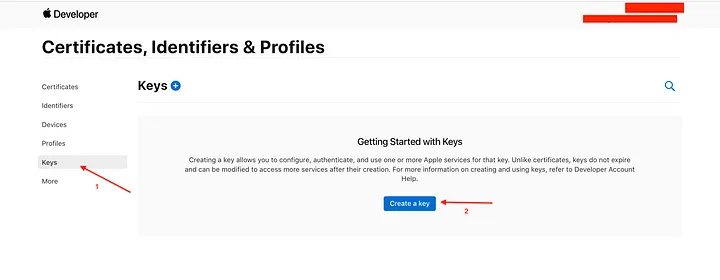 Developer
Certificates, Identifiers & Profiles
Certificates
Identifiers
Devices
Profiles
Keys
More
1
Keys
Getting Started with Keys
Creating a key allows you to configure, authenticate, and use one or more Apple services for that key. Unlike certificates, keys do not expire
and can be modified to access more services after their creation. For more information on creating and using keys, refer to Developer Account
Help.
Create a key
2